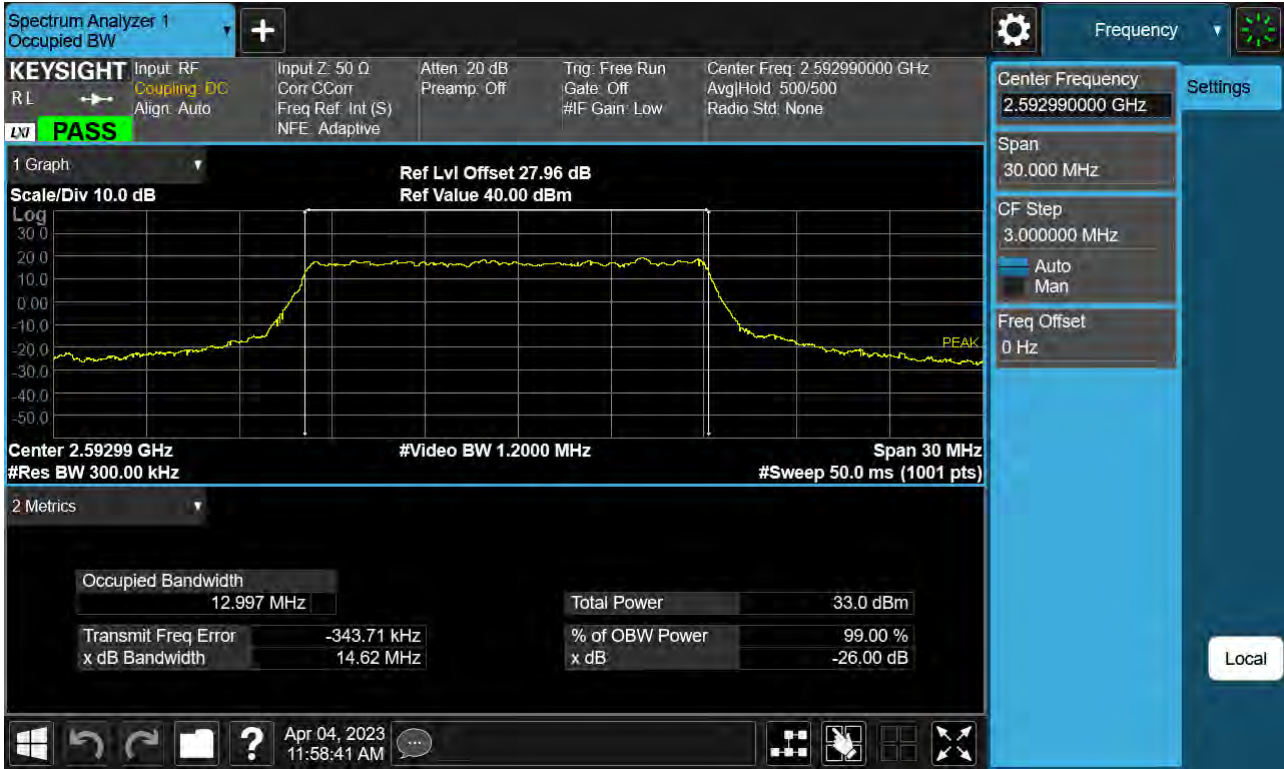 Spectrum Analyzer 1
Occupied BW
Frequency
KEYSIGHT
R L
LXI
PASS
Input: RF
Coupling: DC
Align: Auto
Input Z: 50 Ω
Corr CCorr
Freq Ref: Int (S)
NFE: Adaptive
Atten: 20 dB
Preamp: Off
Trig: Free Run
Gate: Off
#IF Gain: Low
Center Freq: 2.592990000 GHz
Avg|Hold: 500/500
Radio Std: None
Center Frequency
2.592990000 GHz
Settings
Span
30.000 MHz
CF Step
3.000000 MHz
Auto
Man
Freq Offset
0 Hz
Local
1 Graph
Scale/Div 10.0 dB
Ref Lvl Offset 27.96 dB
Ref Value 40.00 dBm
Log
30.0
20.0
10.0
0.00
-10.0
-20.0
-30.0
-40.0
-50.0
PEAK
Center 2.59299 GHz
#Video BW 1.2000 MHz
Span 30 MHz
#Res BW 300.00 kHz
#Sweep 50.0 ms (1001 pts)
2 Metrics
Occupied Bandwidth
12.997 MHz
Total Power 33.0 dBm
Transmit Freq Error -343.71 kHz
% of OBW Power 99.00 %
x dB Bandwidth 14.62 MHz
x dB -26.00 dB
?
Apr 04, 2023
11:58:41 AM